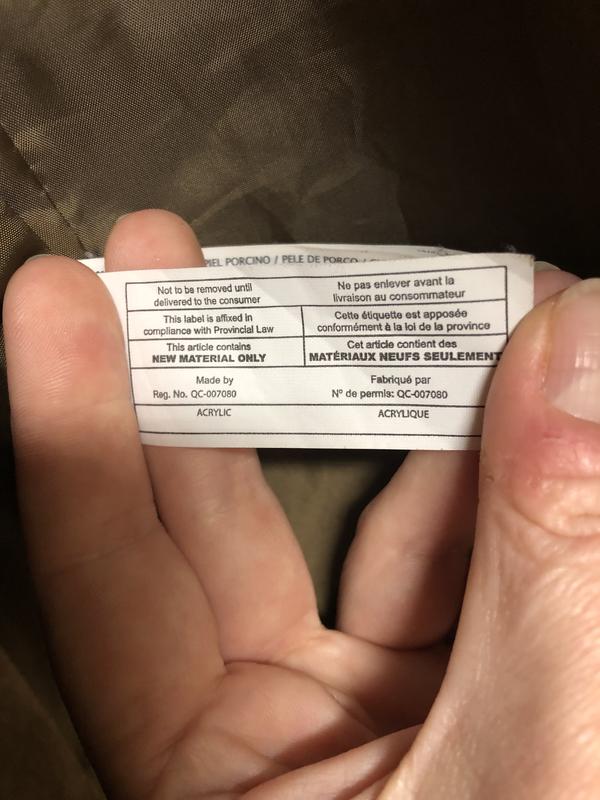 PIEL PORCINO / PELE DE PORCO /
Not to be removed until
delivered to the consumer
Ne pas enlever avant la
livraison au consommateur
This label is affixed in
compliance with Provincial Law
Cette étiquette est apposée
conformément à la loi de la province
This article contains
NEW MATERIAL ONLY
Cet article contient des
MATÉRIAUX NEUFS SEULEMENT
Made by
Reg. No. QC-007080
Fabriqué par
Nº de permis: QC-007080
ACRYLIC
ACRYLIQUE